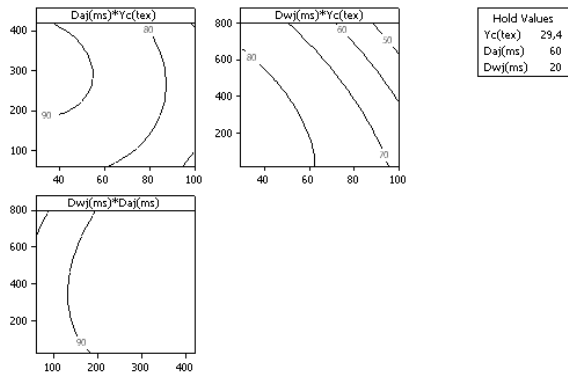 Daj(ms)*Yc(tex)
400
300
200
100
40 60 80 100
80
90
Dwj(ms)*Yc(tex)
800
600
400
200
40 60 80 100
80
60
50
70
Hold Values
Yc(tex) 29,4
Daj(ms) 60
Dwj(ms) 20
Dwj(ms)*Daj(ms)
800
600
400
200
100 200 300 400
90